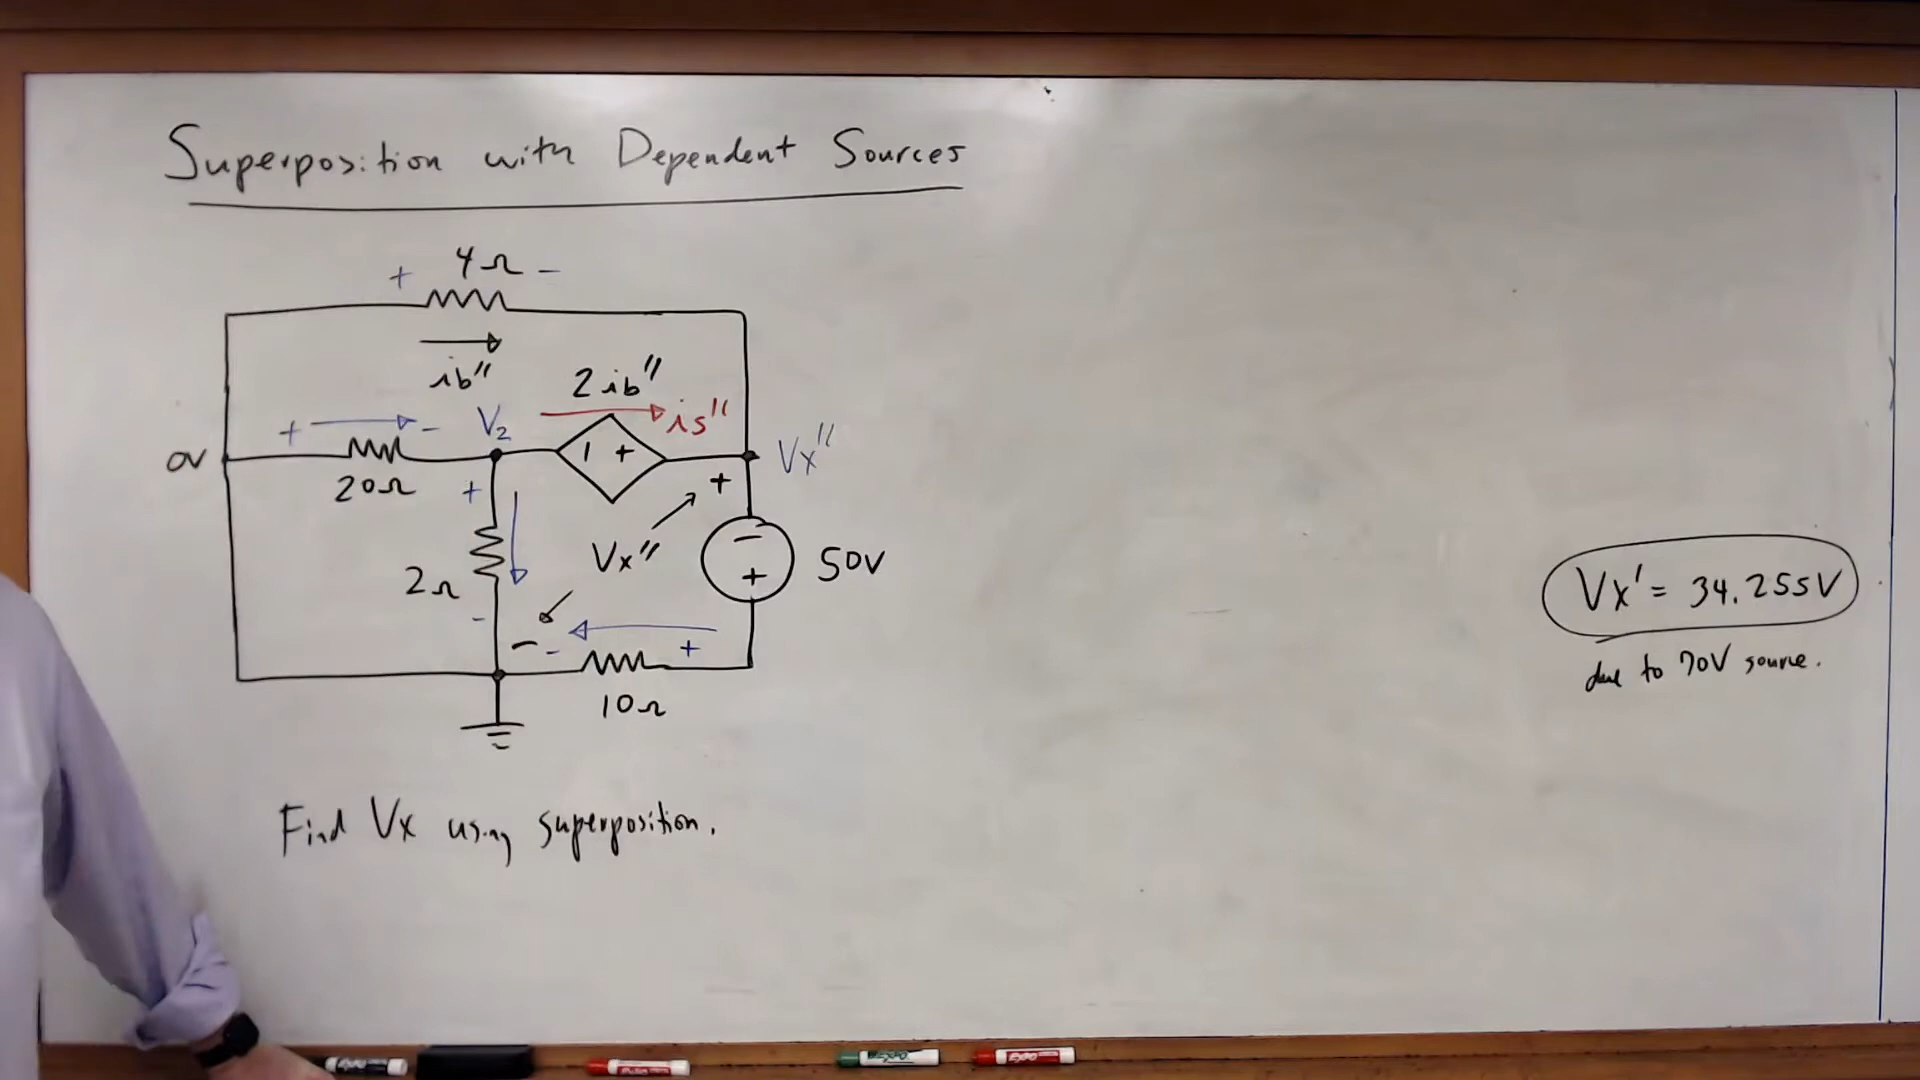 Superposition with Dependent Sources
+ 4Ω -
ib"
2ib"
is"
+ - V₂
0V
20Ω
- +
Vx"
+
+
2Ω
-
Vx"
-
+
50V
- - +
10Ω
Find Vx using superposition.
Vx' = 34.255V
due to 70V source.